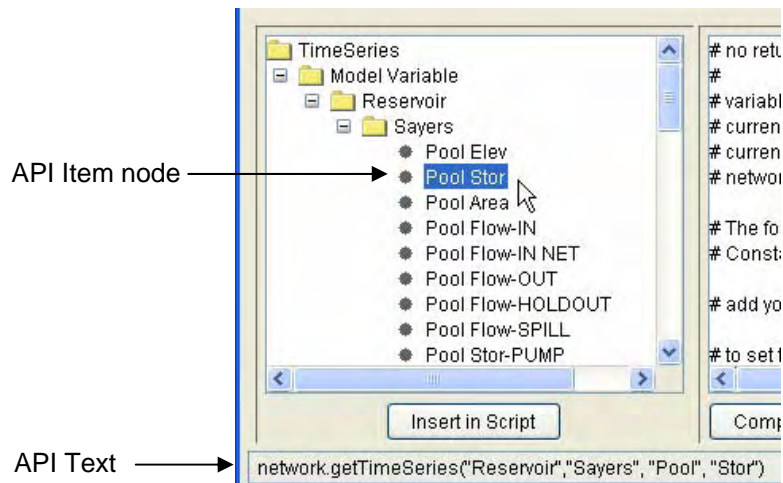 TimeSeries
Model Variable
Reservoir
Sayers
Pool Elev
Pool Stor
Pool Area
Pool Flow-IN
Pool Flow-IN NET
Pool Flow-OUT
Pool Flow-HOLDOUT
Pool Flow-SPILL
Pool Stor-PUMP
Insert in Script
API Item node
API Text
network.getTimeSeries("Reservoir","Sayers", "Pool", "Stor")
# no retu
#
# variabl
# curren
# curren
# networ
# The fo
# Consta
# add yo
# to set t
Comp